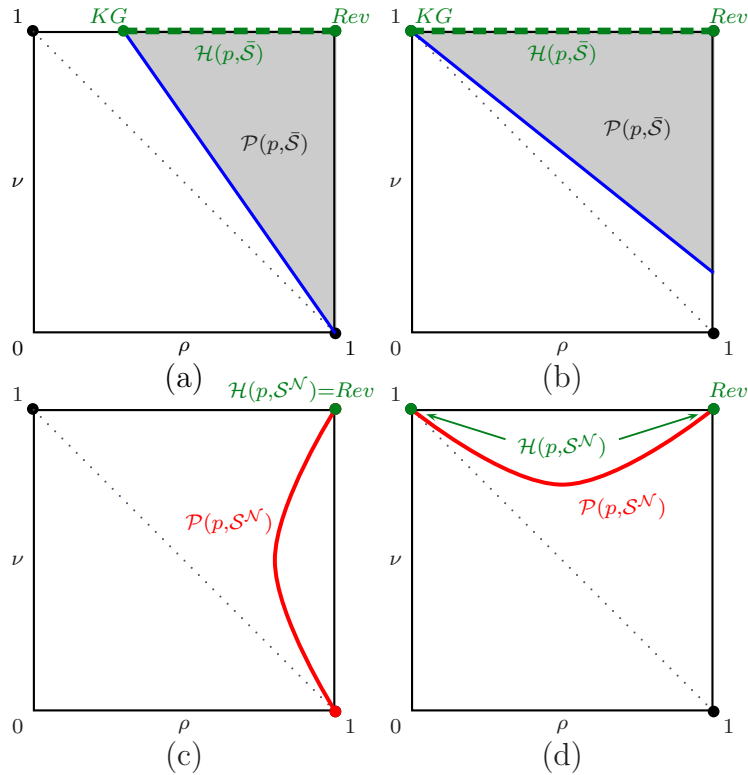 1 KG Rev
H(p,S̄)
P(p,S̄)
ν
0 ρ 1
(a)
1 KG Rev
H(p,S̄)
P(p,S̄)
ν
0 ρ 1
(b)
1 H(p,S^N)=Rev
P(p,S^N)
ν
0 ρ 1
(c)
1 Rev
H(p,S^N)
P(p,S^N)
ν
0 ρ 1
(d)